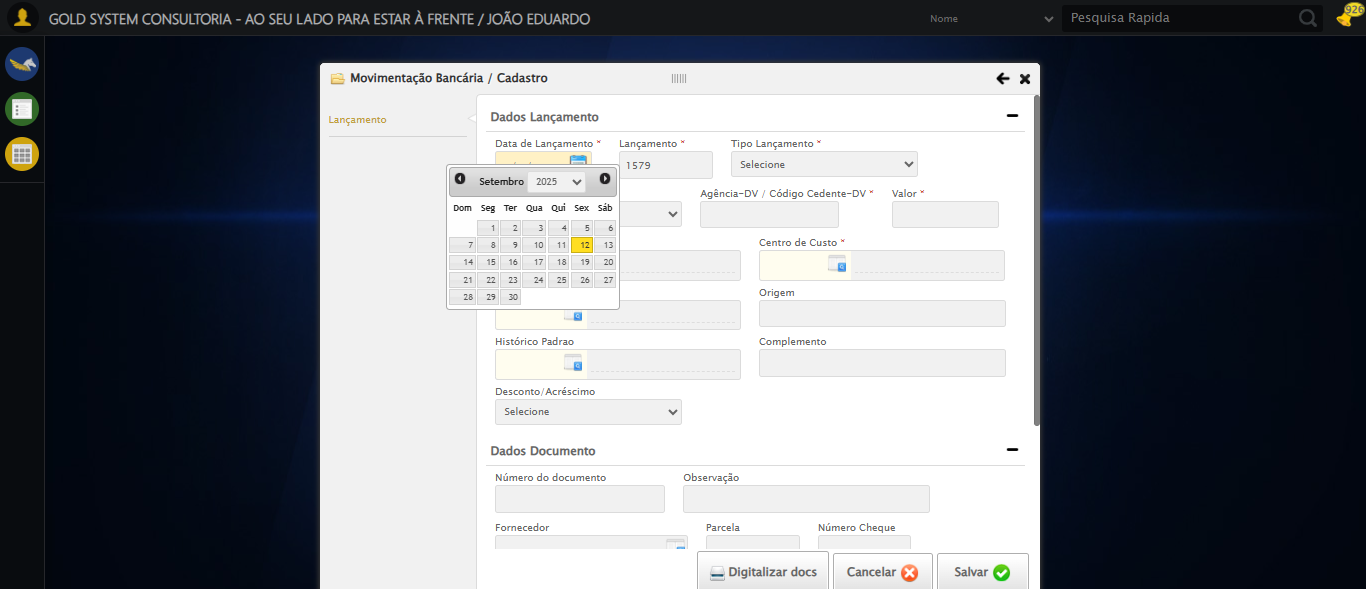 GOLD SYSTEM CONSULTORIA - AO SEU LADO PARA ESTAR À FRENTE / JOÃO EDUARDO
Nome
Pesquisa Rapida
926
Movimentação Bancária / Cadastro
Lançamento
Dados Lançamento
Data de Lançamento * Lançamento * Tipo Lançamento *
1579 Selecione
Setembro 2025
Dom Seg Ter Qua Qui Sex Sáb
1 2 3 4 5 6
7 8 9 10 11 12 13
14 15 16 17 18 19 20
21 22 23 24 25 26 27
28 29 30
Agência-DV / Código Cedente-DV * Valor *
Centro de Custo *
Origem
Histórico Padrao Complemento
Desconto/Acréscimo
Selecione
Dados Documento
Número do documento Observação
Fornecedor Parcela Número Cheque
Digitalizar docs Cancelar Salvar